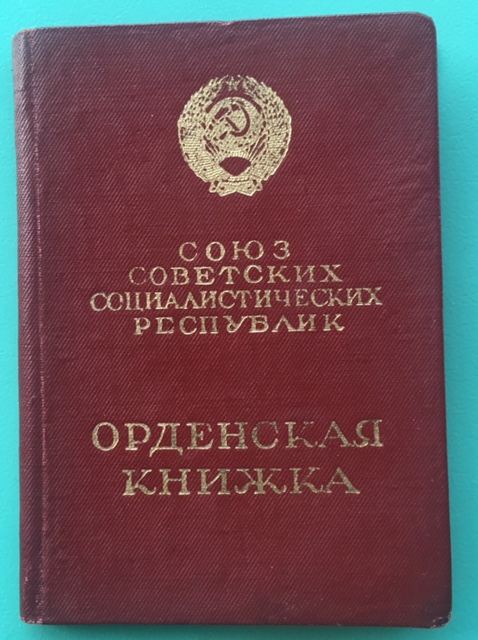 СОЮЗ
СОВЕТСКИХ
СОЦИАЛИСТИЧЕСКИХ
РЕСПУБЛИК
ОРДЕНСКАЯ
КНИЖКА